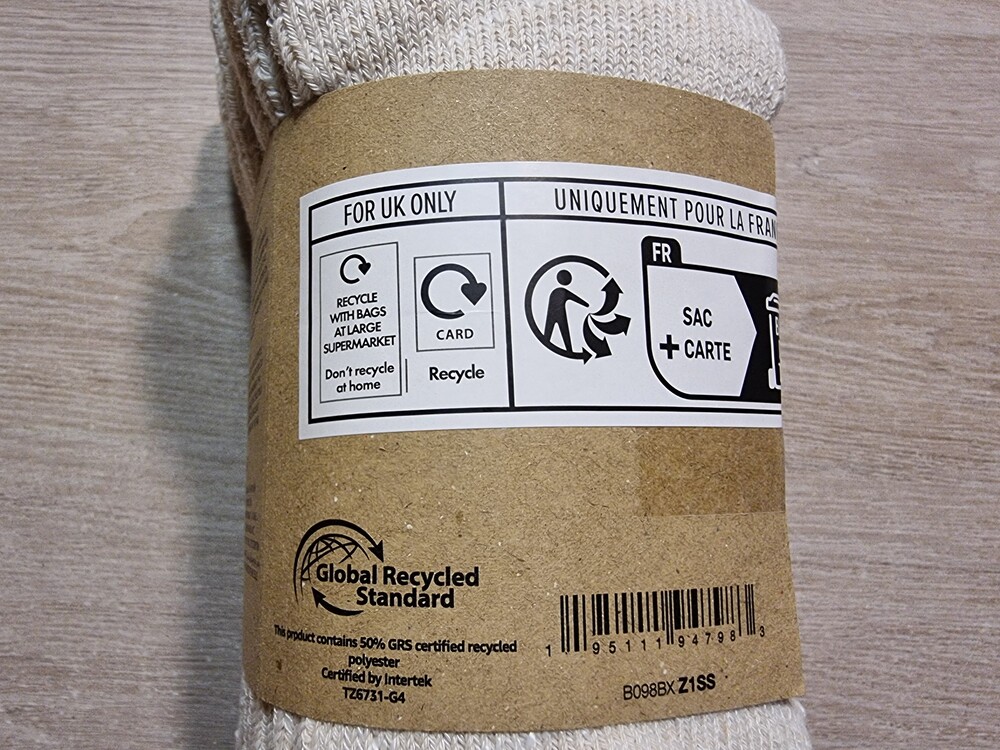 FOR UK ONLY
RECYCLE
WITH BAGS
AT LARGE
SUPERMARKET
Don't recycle
at home
CARD
Recycle
UNIQUEMENT POUR LA FRAN
FR
SAC
+ CARTE
Global Recycled
Standard
This product contains 50% GRS certified recycled
polyester
Certified by Intertek
TZ6731-G4
1 95111 94798 3
B098BX Z1SS